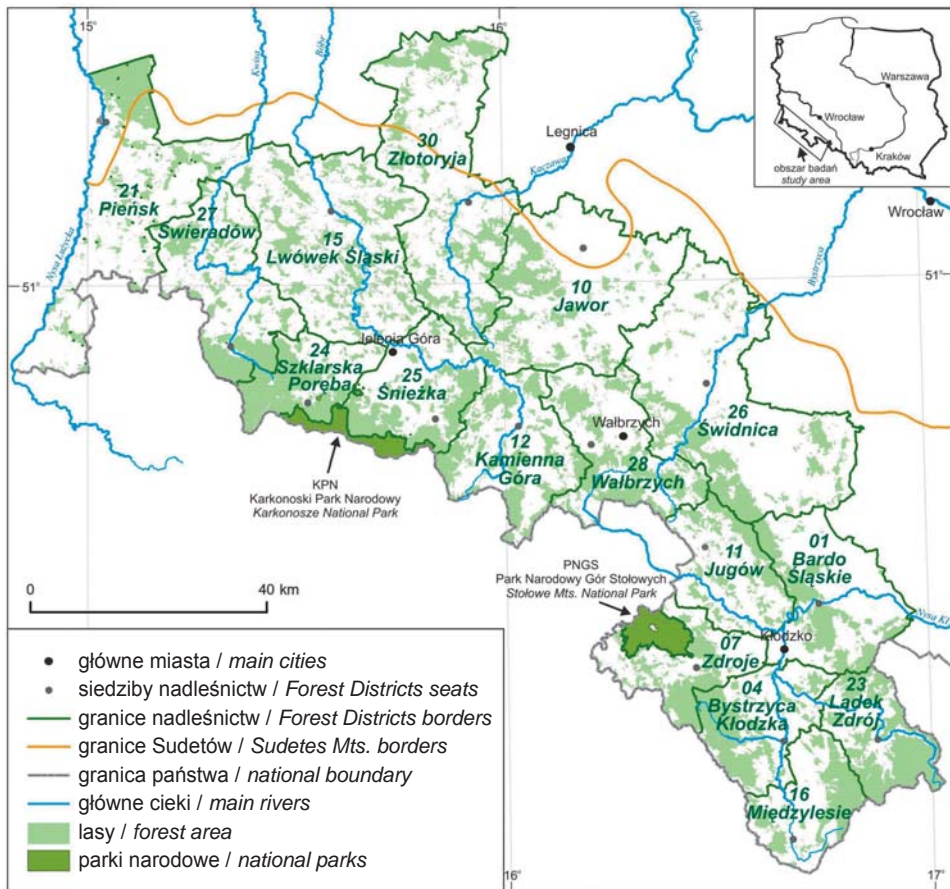 15°
16°
Kwisa
Bóbr
Odra
Warszawa
Wrocław
Kraków
obszar badań
study area
Legnica
Kaczawa
30
Złotoryja
Wrocław
21
Pieńsk
27
Świeradów
15
Lwówek Śląski
Nysa Łużycka
Bystrzyca
51°
51°
10
Jawor
Jelenia Góra
24
Szklarska
Poręba
25
Śnieżka
26
Świdnica
Wałbrzych
12
Kamienna
Góra
28
Wałbrzych
KPN
Karkonoski Park Narodowy
Karkonosze National Park
11
Jugów
01
Bardo
Śląskie
PNGS
Park Narodowy Gór Stołowych
Stołowe Mts. National Park
0 40 km
Nysa Kł
Kłodzko
07
Zdroje
04
Bystrzyca
Kłodzka
23
Lądek
Zdrój
16
Międzylesie
główne miasta / main cities
siedziby nadleśnictw / Forest Districts seats
granice nadleśnictw / Forest Districts borders
granice Sudetów / Sudetes Mts. borders
granica państwa / national boundary
główne cieki / main rivers
lasy / forest area
parki narodowe / national parks
16°
17°